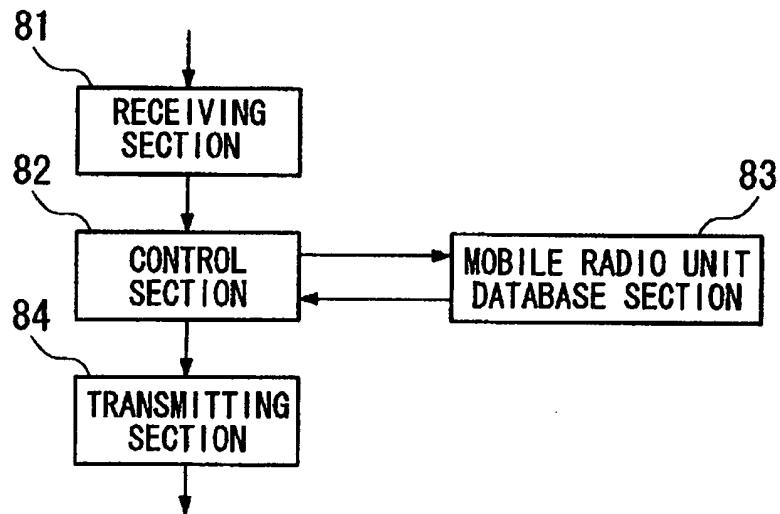 81
RECEIVING
SECTION
82
CONTROL
SECTION
83
MOBILE RADIO UNIT
DATABASE SECTION
84
TRANSMITTING
SECTION